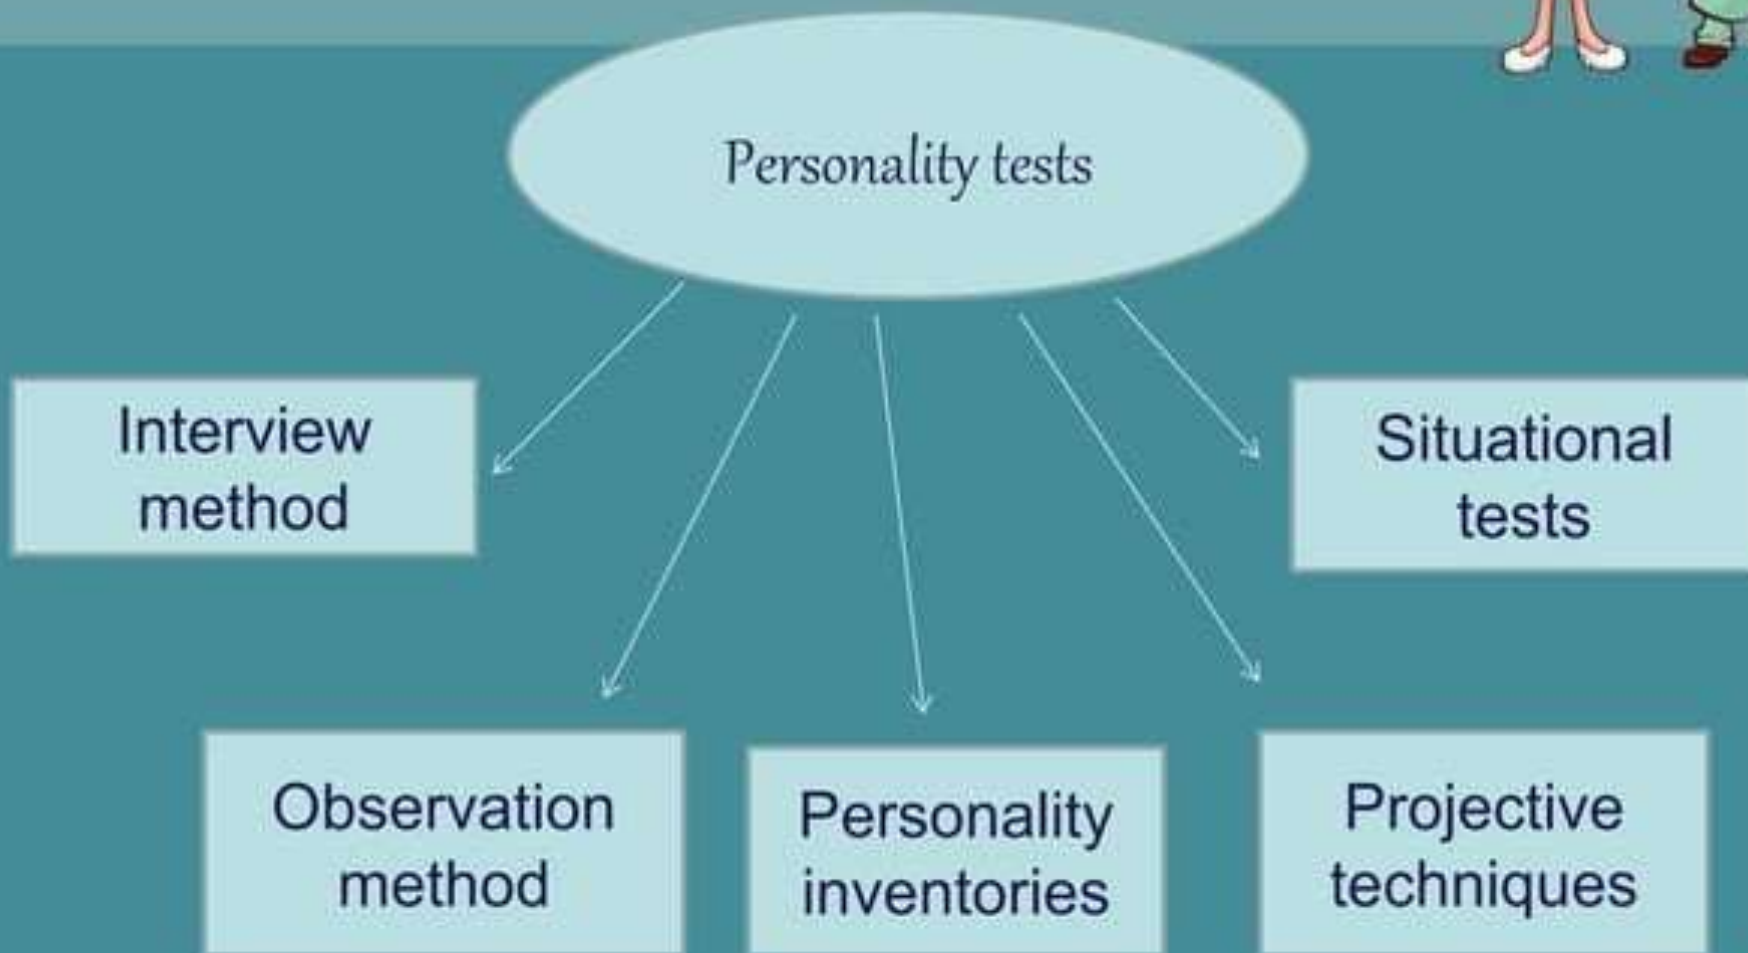 Personality tests
Interview
method
Situational
tests
Observation
method
Personality
inventories
Projective
techniques